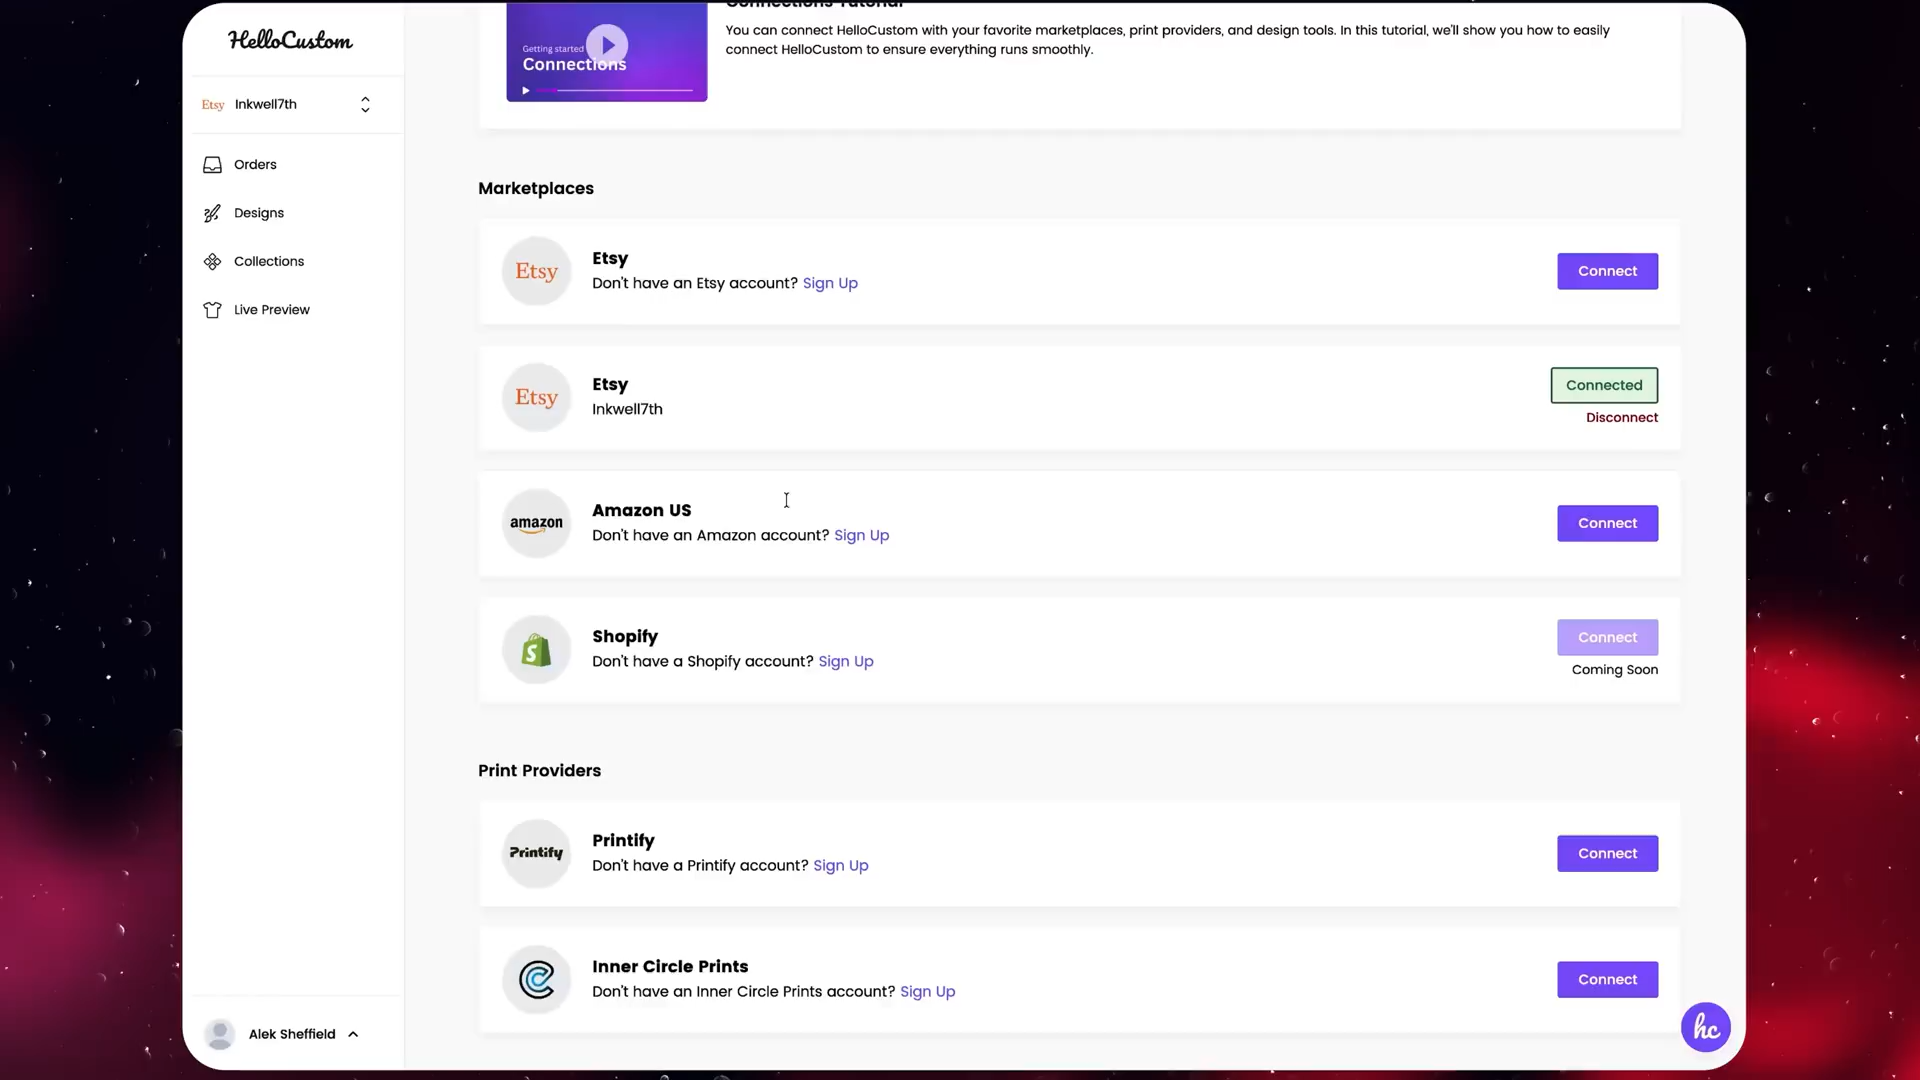 HelloCustom
Etsy Inkwell7th
Orders
Designs
Collections
Live Preview
Alek Sheffield
Connections Tutorial
Getting started
Connections
You can connect HelloCustom with your favorite marketplaces, print providers, and design tools. In this tutorial, we'll show you how to easily
connect HelloCustom to ensure everything runs smoothly.
Marketplaces
Etsy
Etsy
Don't have an Etsy account? Sign Up
Connect
Etsy
Etsy
Inkwell7th
Connected
Disconnect
amazon
Amazon US
Don't have an Amazon account? Sign Up
Connect
S
Shopify
Don't have a Shopify account? Sign Up
Connect
Coming Soon
Print Providers
Printify
Printify
Don't have a Printify account? Sign Up
Connect
Inner Circle Prints
Don't have an Inner Circle Prints account? Sign Up
Connect
hc